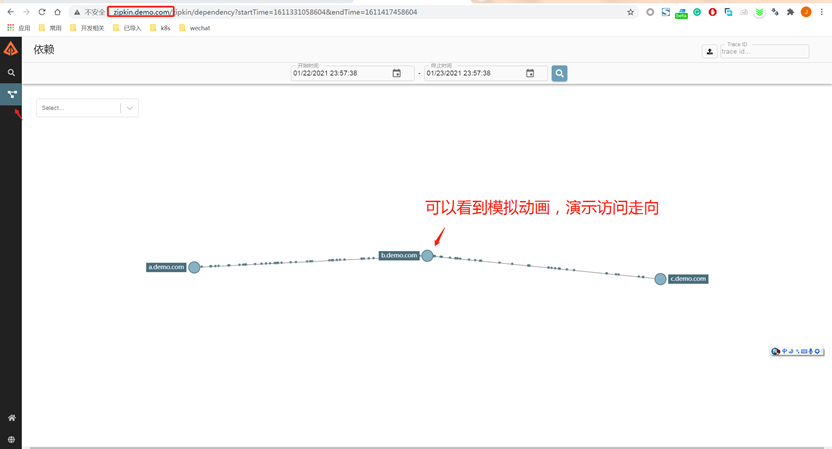 不安全
zipkin.demo.com/zipkin/dependency?startTime=1611331058604&endTime=1611417458604
应用 常用 开发相关 已导入 k8s wechat
beta
J
依赖
Trace ID
trace id...
开始时间
01/22/2021 23:57:38
-
终止时间
01/23/2021 23:57:38
Select...
可以看到模拟动画，演示访问走向
a.demo.com
b.demo.com
c.demo.com
中